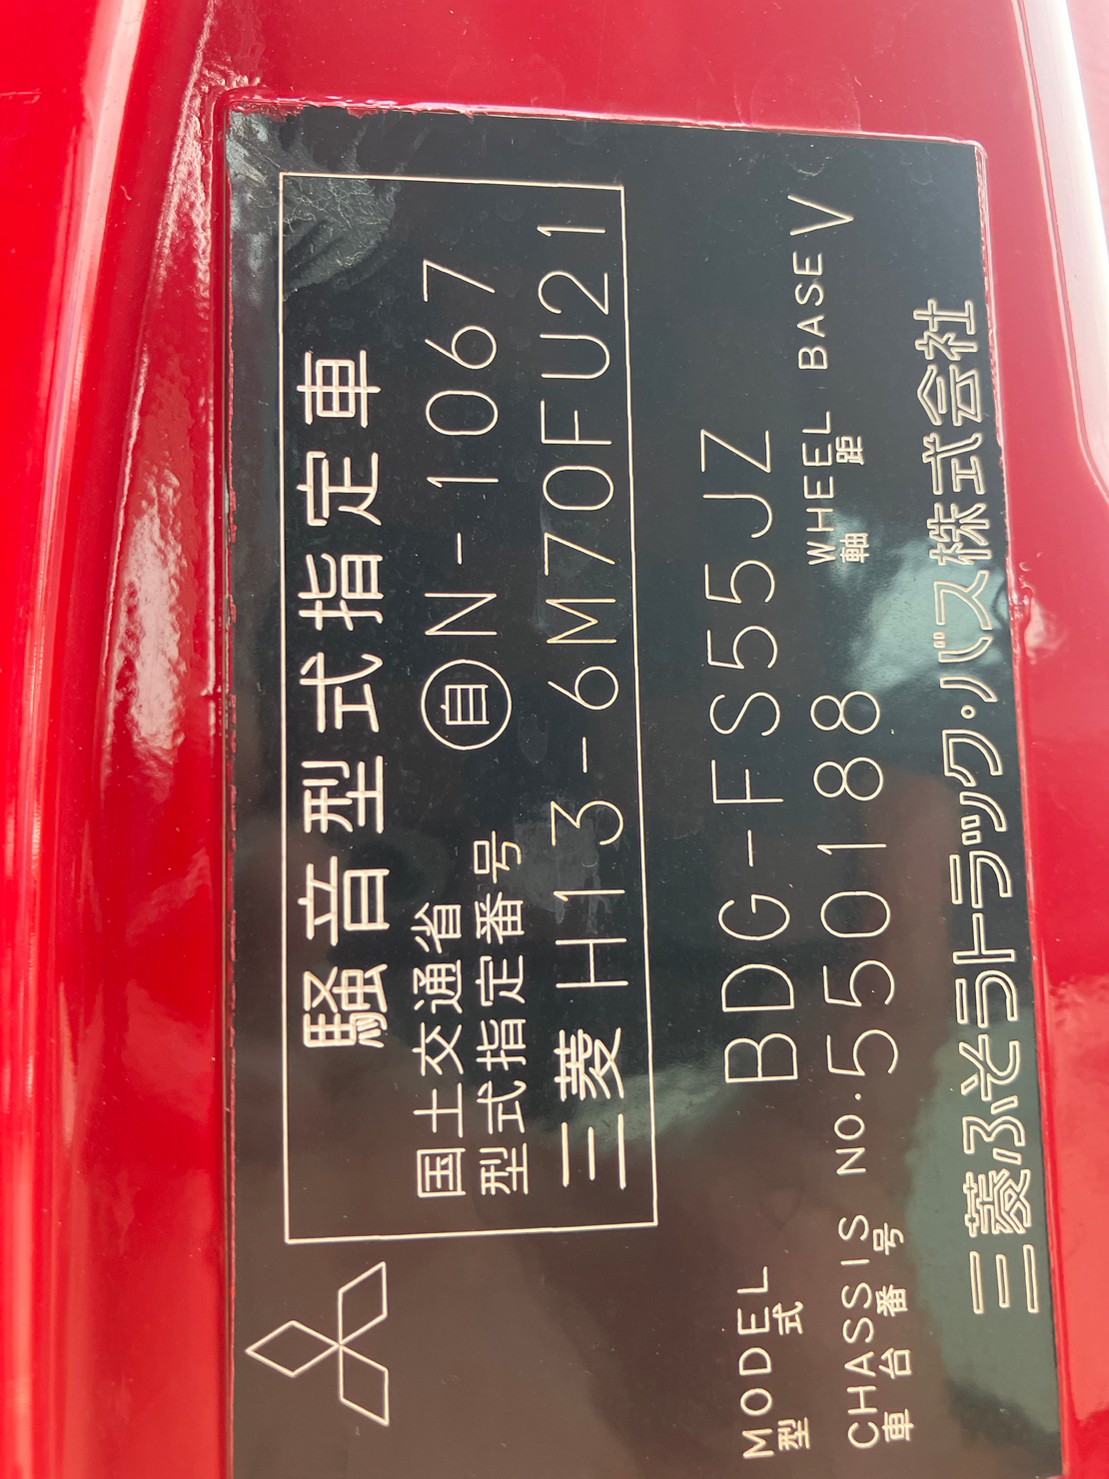 騒音型式指定車
国土交通省
型式指定番号 自N-1067
三菱 H13-6M70FU21
MODEL
型式 BDG-FS55JZ
CHASSIS No. 550188 WHEEL BASE V
車台番号 軸距
三菱ふそうトラック・バス株式会社